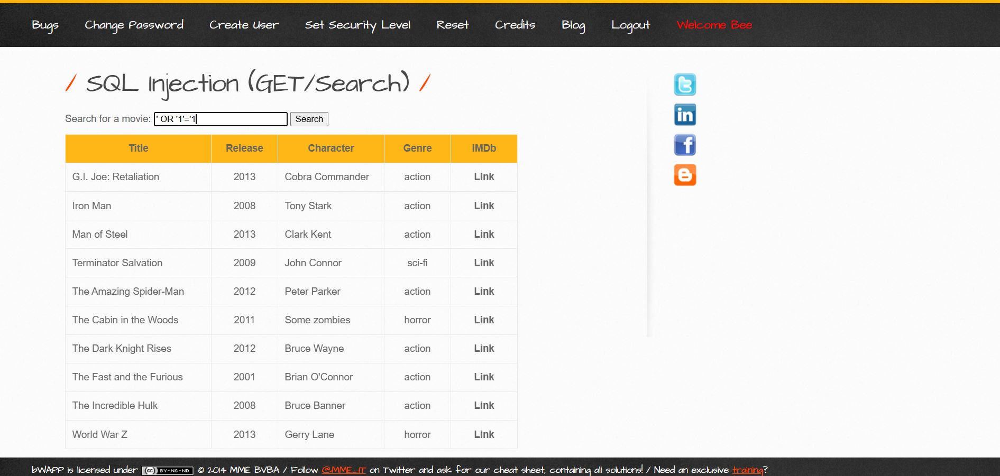 Bugs Change Password Create User Set Security Level Reset Credits Blog Logout Welcome Bee
/ SQL Injection (GET/Search) /
Search for a movie: ' OR '1'='1 Search
Title Release Character Genre IMDb
G.I. Joe: Retaliation 2013 Cobra Commander action Link
Iron Man 2008 Tony Stark action Link
Man of Steel 2013 Clark Kent action Link
Terminator Salvation 2009 John Connor sci-fi Link
The Amazing Spider-Man 2012 Peter Parker action Link
The Cabin in the Woods 2011 Some zombies horror Link
The Dark Knight Rises 2012 Bruce Wayne action Link
The Fast and the Furious 2001 Brian O'Connor action Link
The Incredible Hulk 2008 Bruce Banner action Link
World War Z 2013 Gerry Lane horror Link
bWAPP is licensed under (cc) BY-NC-ND © 2014 MME BVBA / Follow @MME_IT on Twitter and ask for our cheat sheet, containing all solutions! / Need an exclusive training?